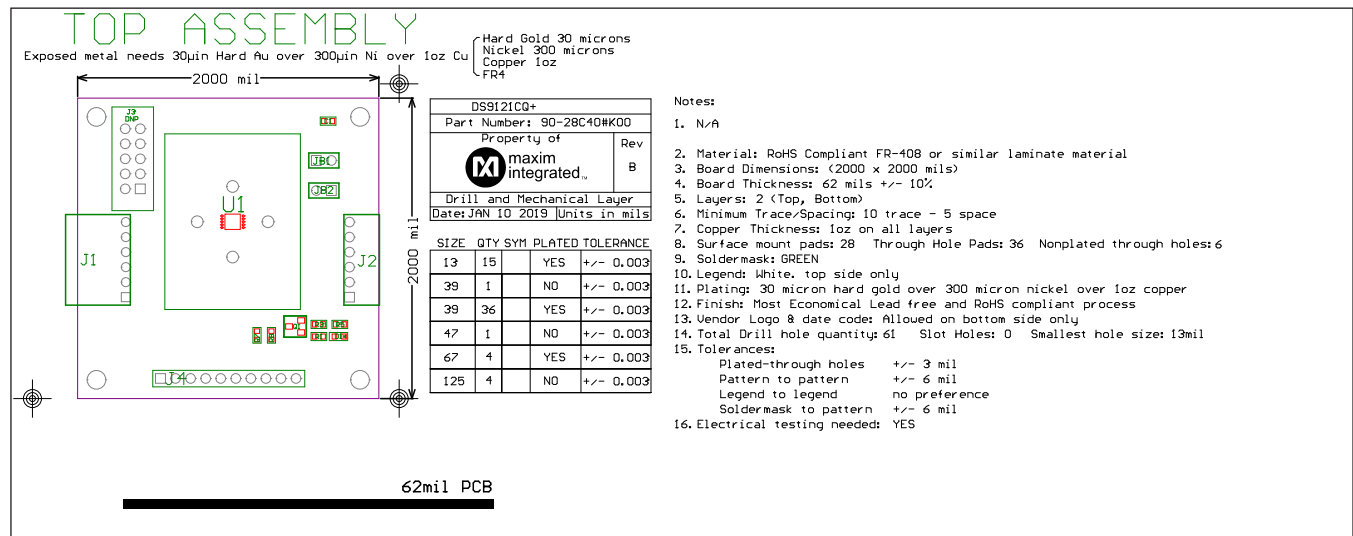 TOP ASSEMBLY
Exposed metal needs 30µin Hard Au over 300µin Ni over 1oz Cu
Hard Gold 30 microns
Nickel 300 microns
Copper 1oz
FR4
2000 mil
2000 mil
J3
DNP
JB1
JB2
U1
J1
J2
J4
DS9121CQ+
Part Number: 90-28C40#K00
Property of
maxim
integrated™
Rev
B
Drill and Mechanical Layer
Date: JAN 10 2019 Units in mils
SIZE QTY SYM PLATED TOLERANCE
13 15 YES +/- 0.003
39 1 NO +/- 0.003
39 36 YES +/- 0.003
47 1 NO +/- 0.003
67 4 YES +/- 0.003
125 4 NO +/- 0.003
Notes:
1. N/A
2. Material: RoHS Compliant FR-408 or similar laminate material
3. Board Dimensions: (2000 x 2000 mils)
4. Board Thickness: 62 mils +/- 10%
5. Layers: 2 (Top, Bottom)
6. Minimum Trace/Spacing: 10 trace - 5 space
7. Copper Thickness: 1oz on all layers
8. Surface mount pads: 28 Through Hole Pads: 36 Nonplated through holes: 6
9. Soldermask: GREEN
10. Legend: White. top side only
11. Plating: 30 micron hard gold over 300 micron nickel over 1oz copper
12. Finish: Most Economical Lead free and RoHS compliant process
13. Vendor Logo & date code: Allowed on bottom side only
14. Total Drill hole quantity: 61 Slot Holes: 0 Smallest hole size: 13mil
15. Tolerances:
Plated-through holes +/- 3 mil
Pattern to pattern +/- 6 mil
Legend to legend no preference
Soldermask to pattern +/- 6 mil
16. Electrical testing needed: YES
62mil PCB